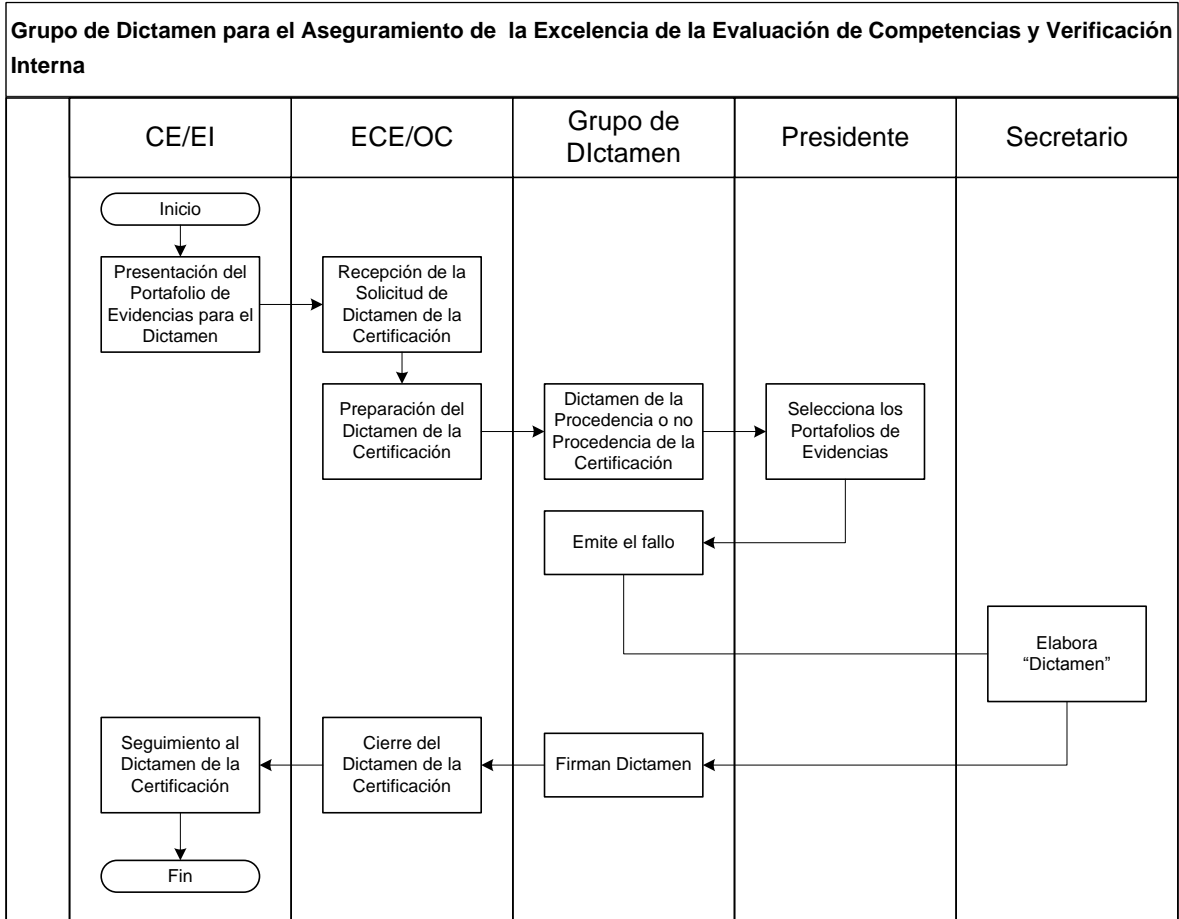 Grupo de Dictamen para el Aseguramiento de  la Excelencia de la Evaluación de Competencias y Verificación
Interna
CE/EI
ECE/OC
Grupo de
DIctamen
Presidente
Secretario
Inicio
Presentación del
Portafolio de
Evidencias para el
Dictamen
Recepción de la
Solicitud de
Dictamen de la
Certificación
Preparación del
Dictamen de la
Certificación
Dictamen de la
Procedencia o no
Procedencia de la
Certificación
Selecciona los
Portafolios de
Evidencias
Emite el fallo
Elabora
“Dictamen”
Firman Dictamen
Cierre del
Dictamen de la
Certificación
Seguimiento al
Dictamen de la
Certificación
Fin